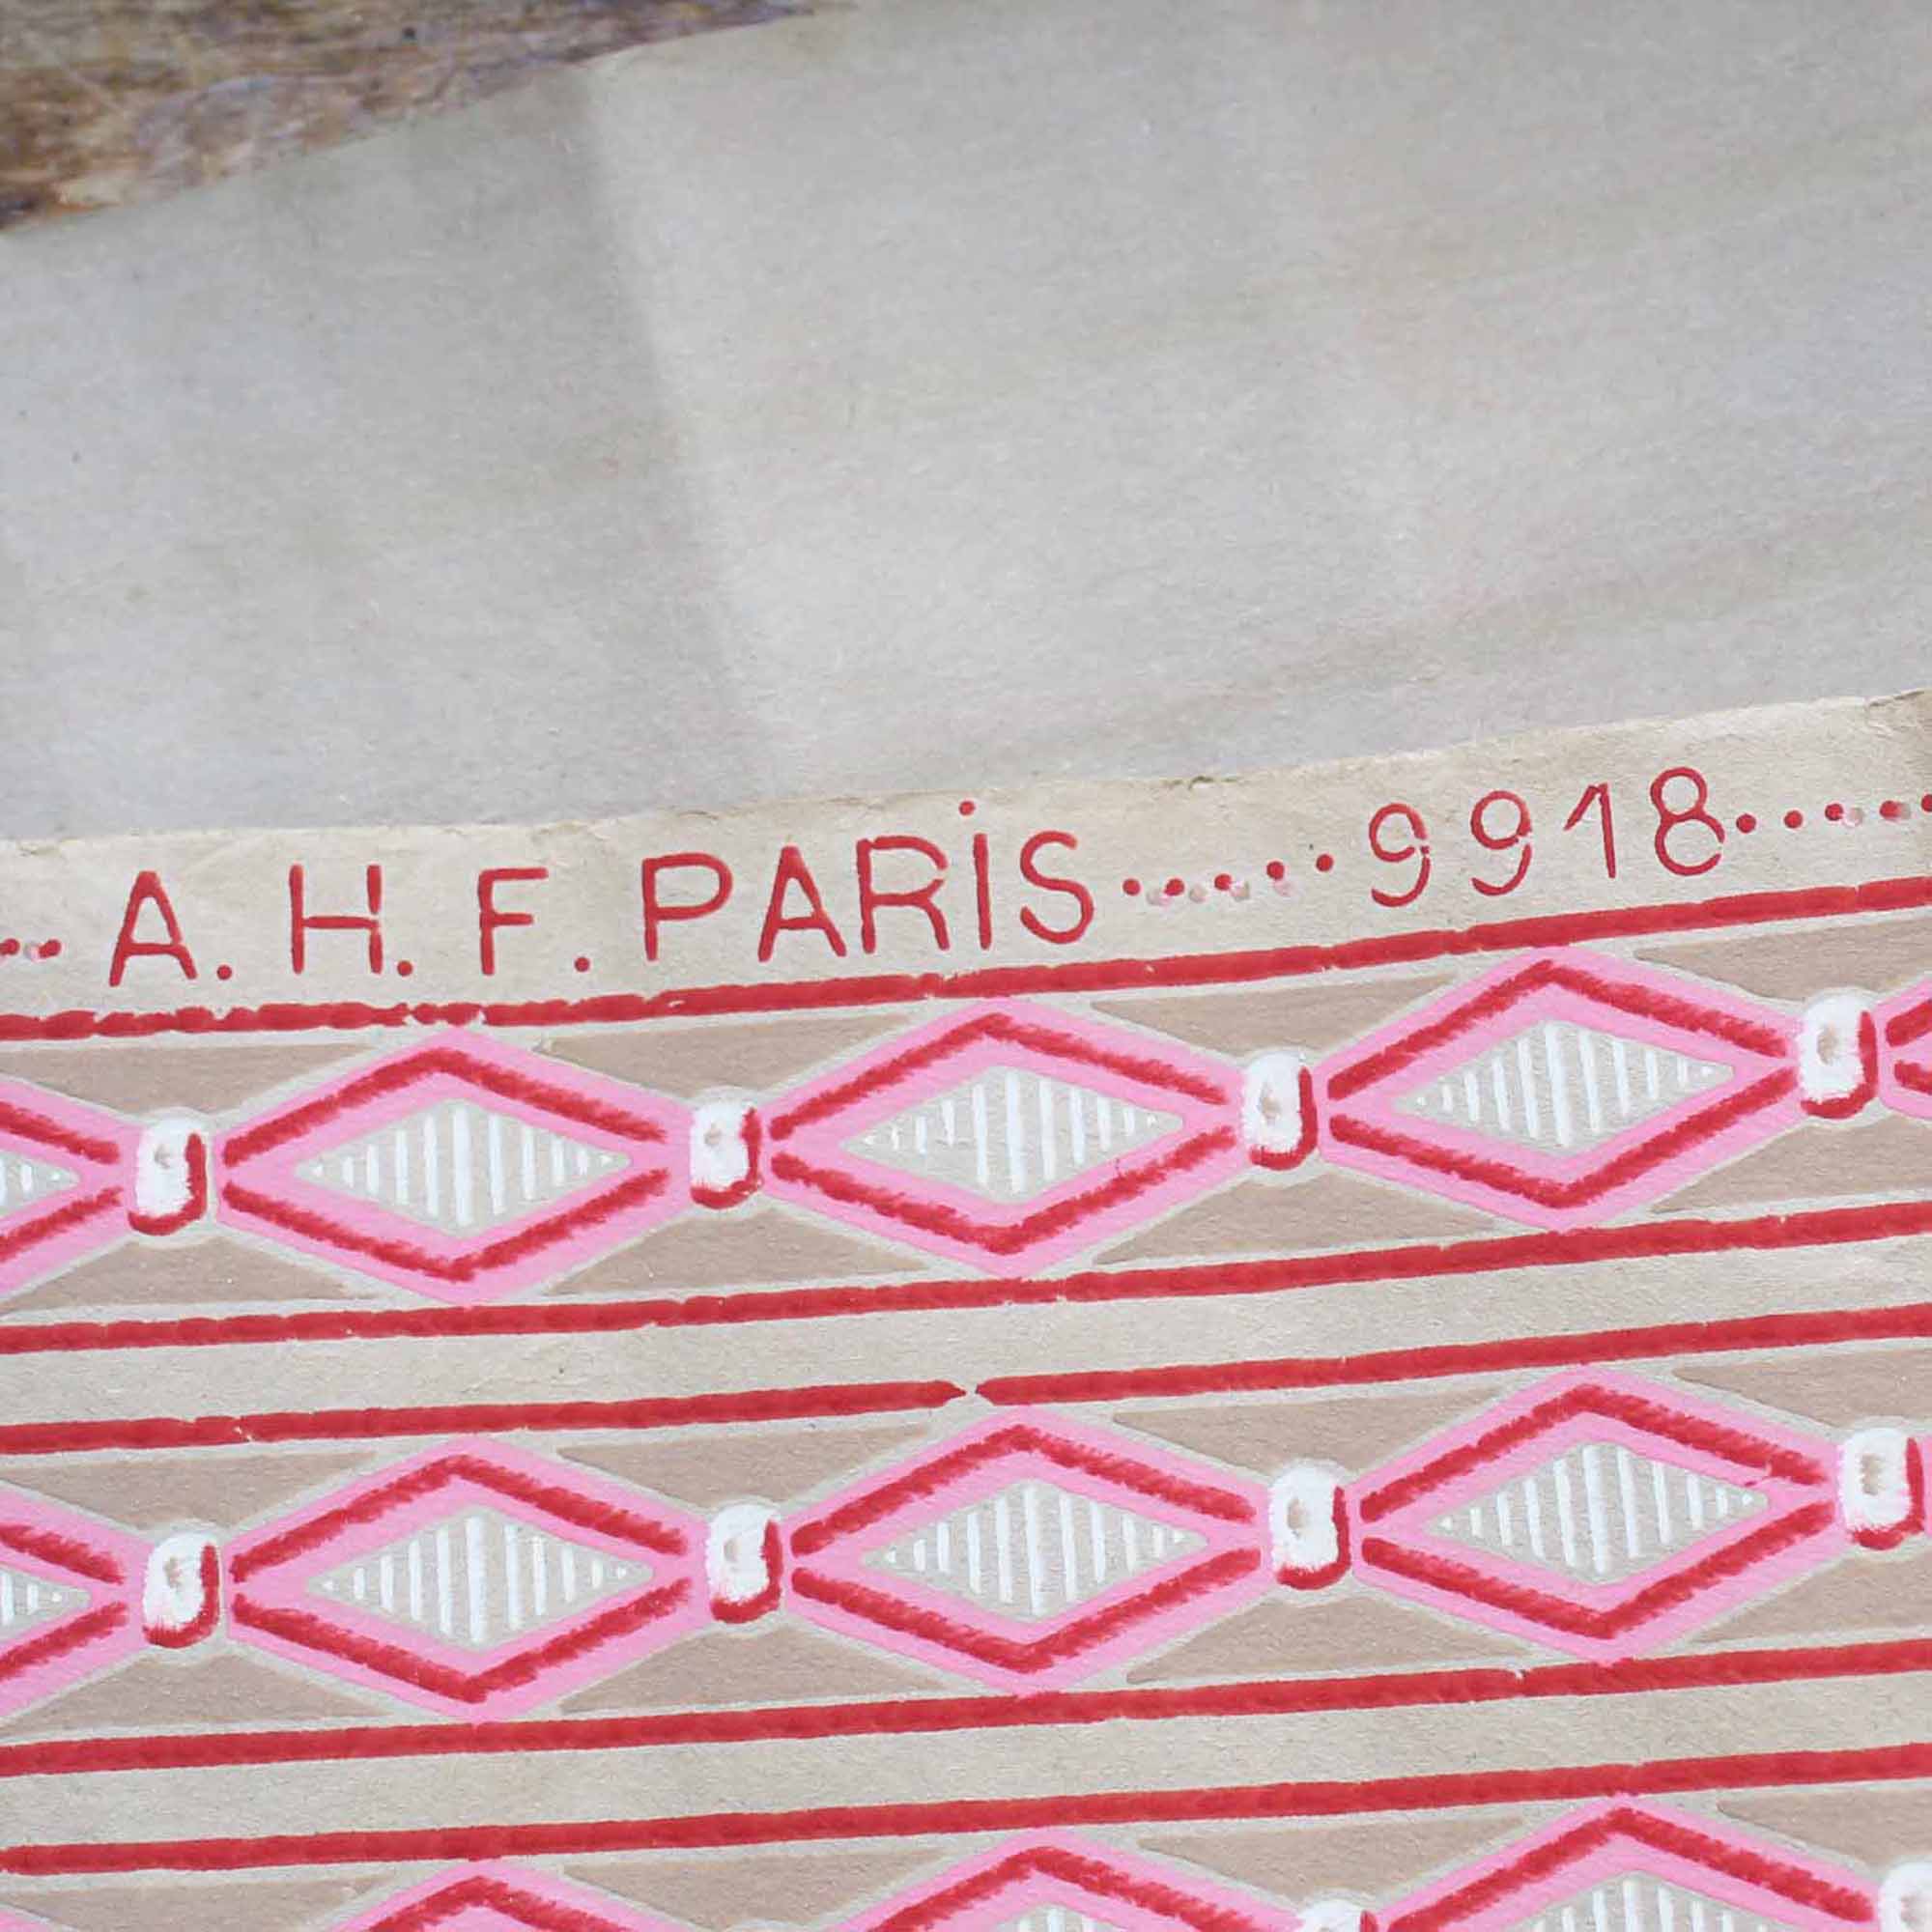 A. H. F. PARiS ..... 9918 .....